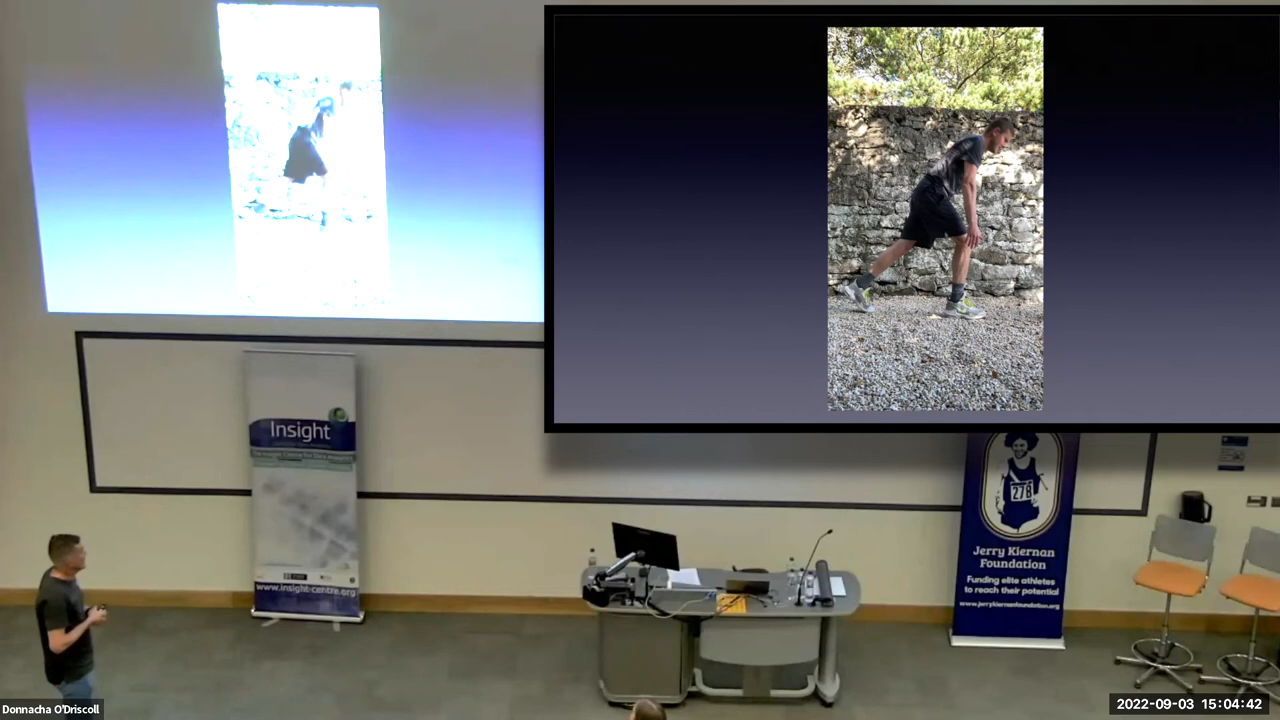 Insight
www.insight-centre.org
278
Jerry Kiernan
Foundation
Funding elite athletes
to reach their potential
www.jerrykiernanfoundation.org
Donnacha O'Driscoll
2022-09-03 15:04:42